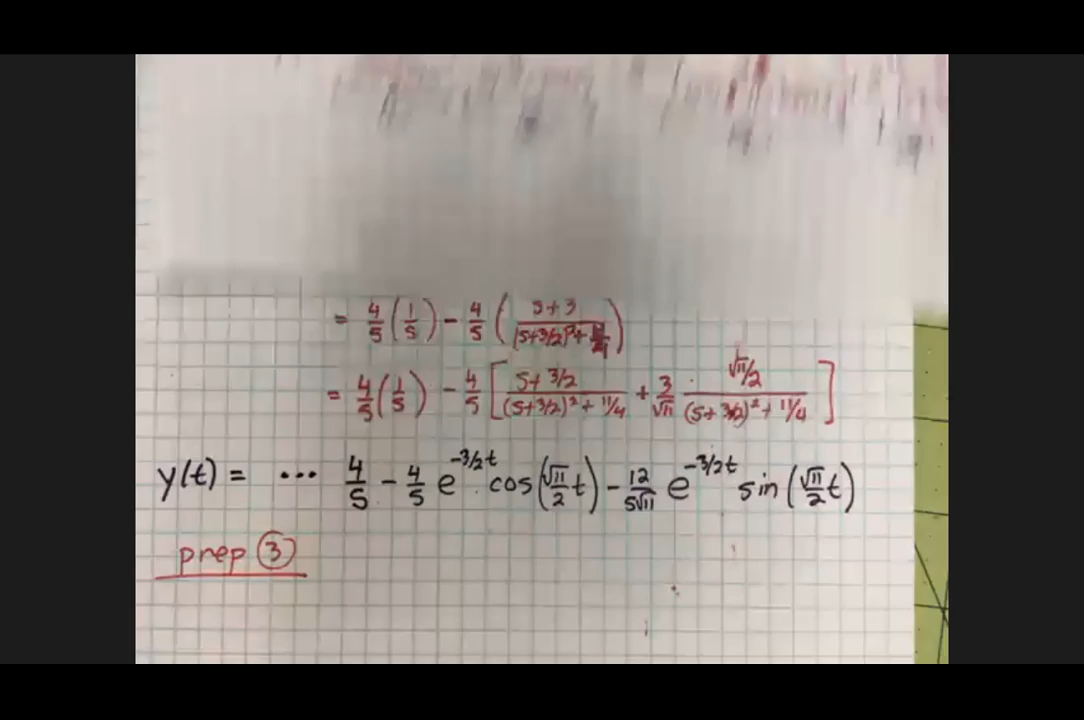 = 4/5 (1/s) - 4/5 ( (s+3) / ((s+3/2)² + 11/4) )
= 4/5 (1/s) - 4/5 [ (s+3/2) / ((s+3/2)² + 11/4) + 3/√11 · (√11/2) / ((s+3/2)² + 11/4) ]
y(t) = ... 4/5 - 4/5 e^(-3/2t) cos(√11/2 t) - 12/(5√11) e^(-3/2t) sin(√11/2 t)
prep ③